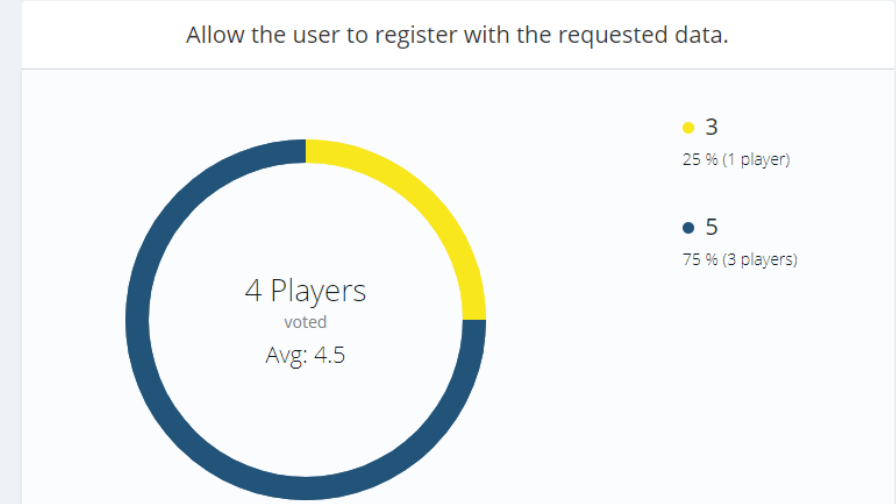 Allow the user to register with the requested data.
3
25 % (1 player)
5
75 % (3 players)
4 Players
voted
Avg: 4.5